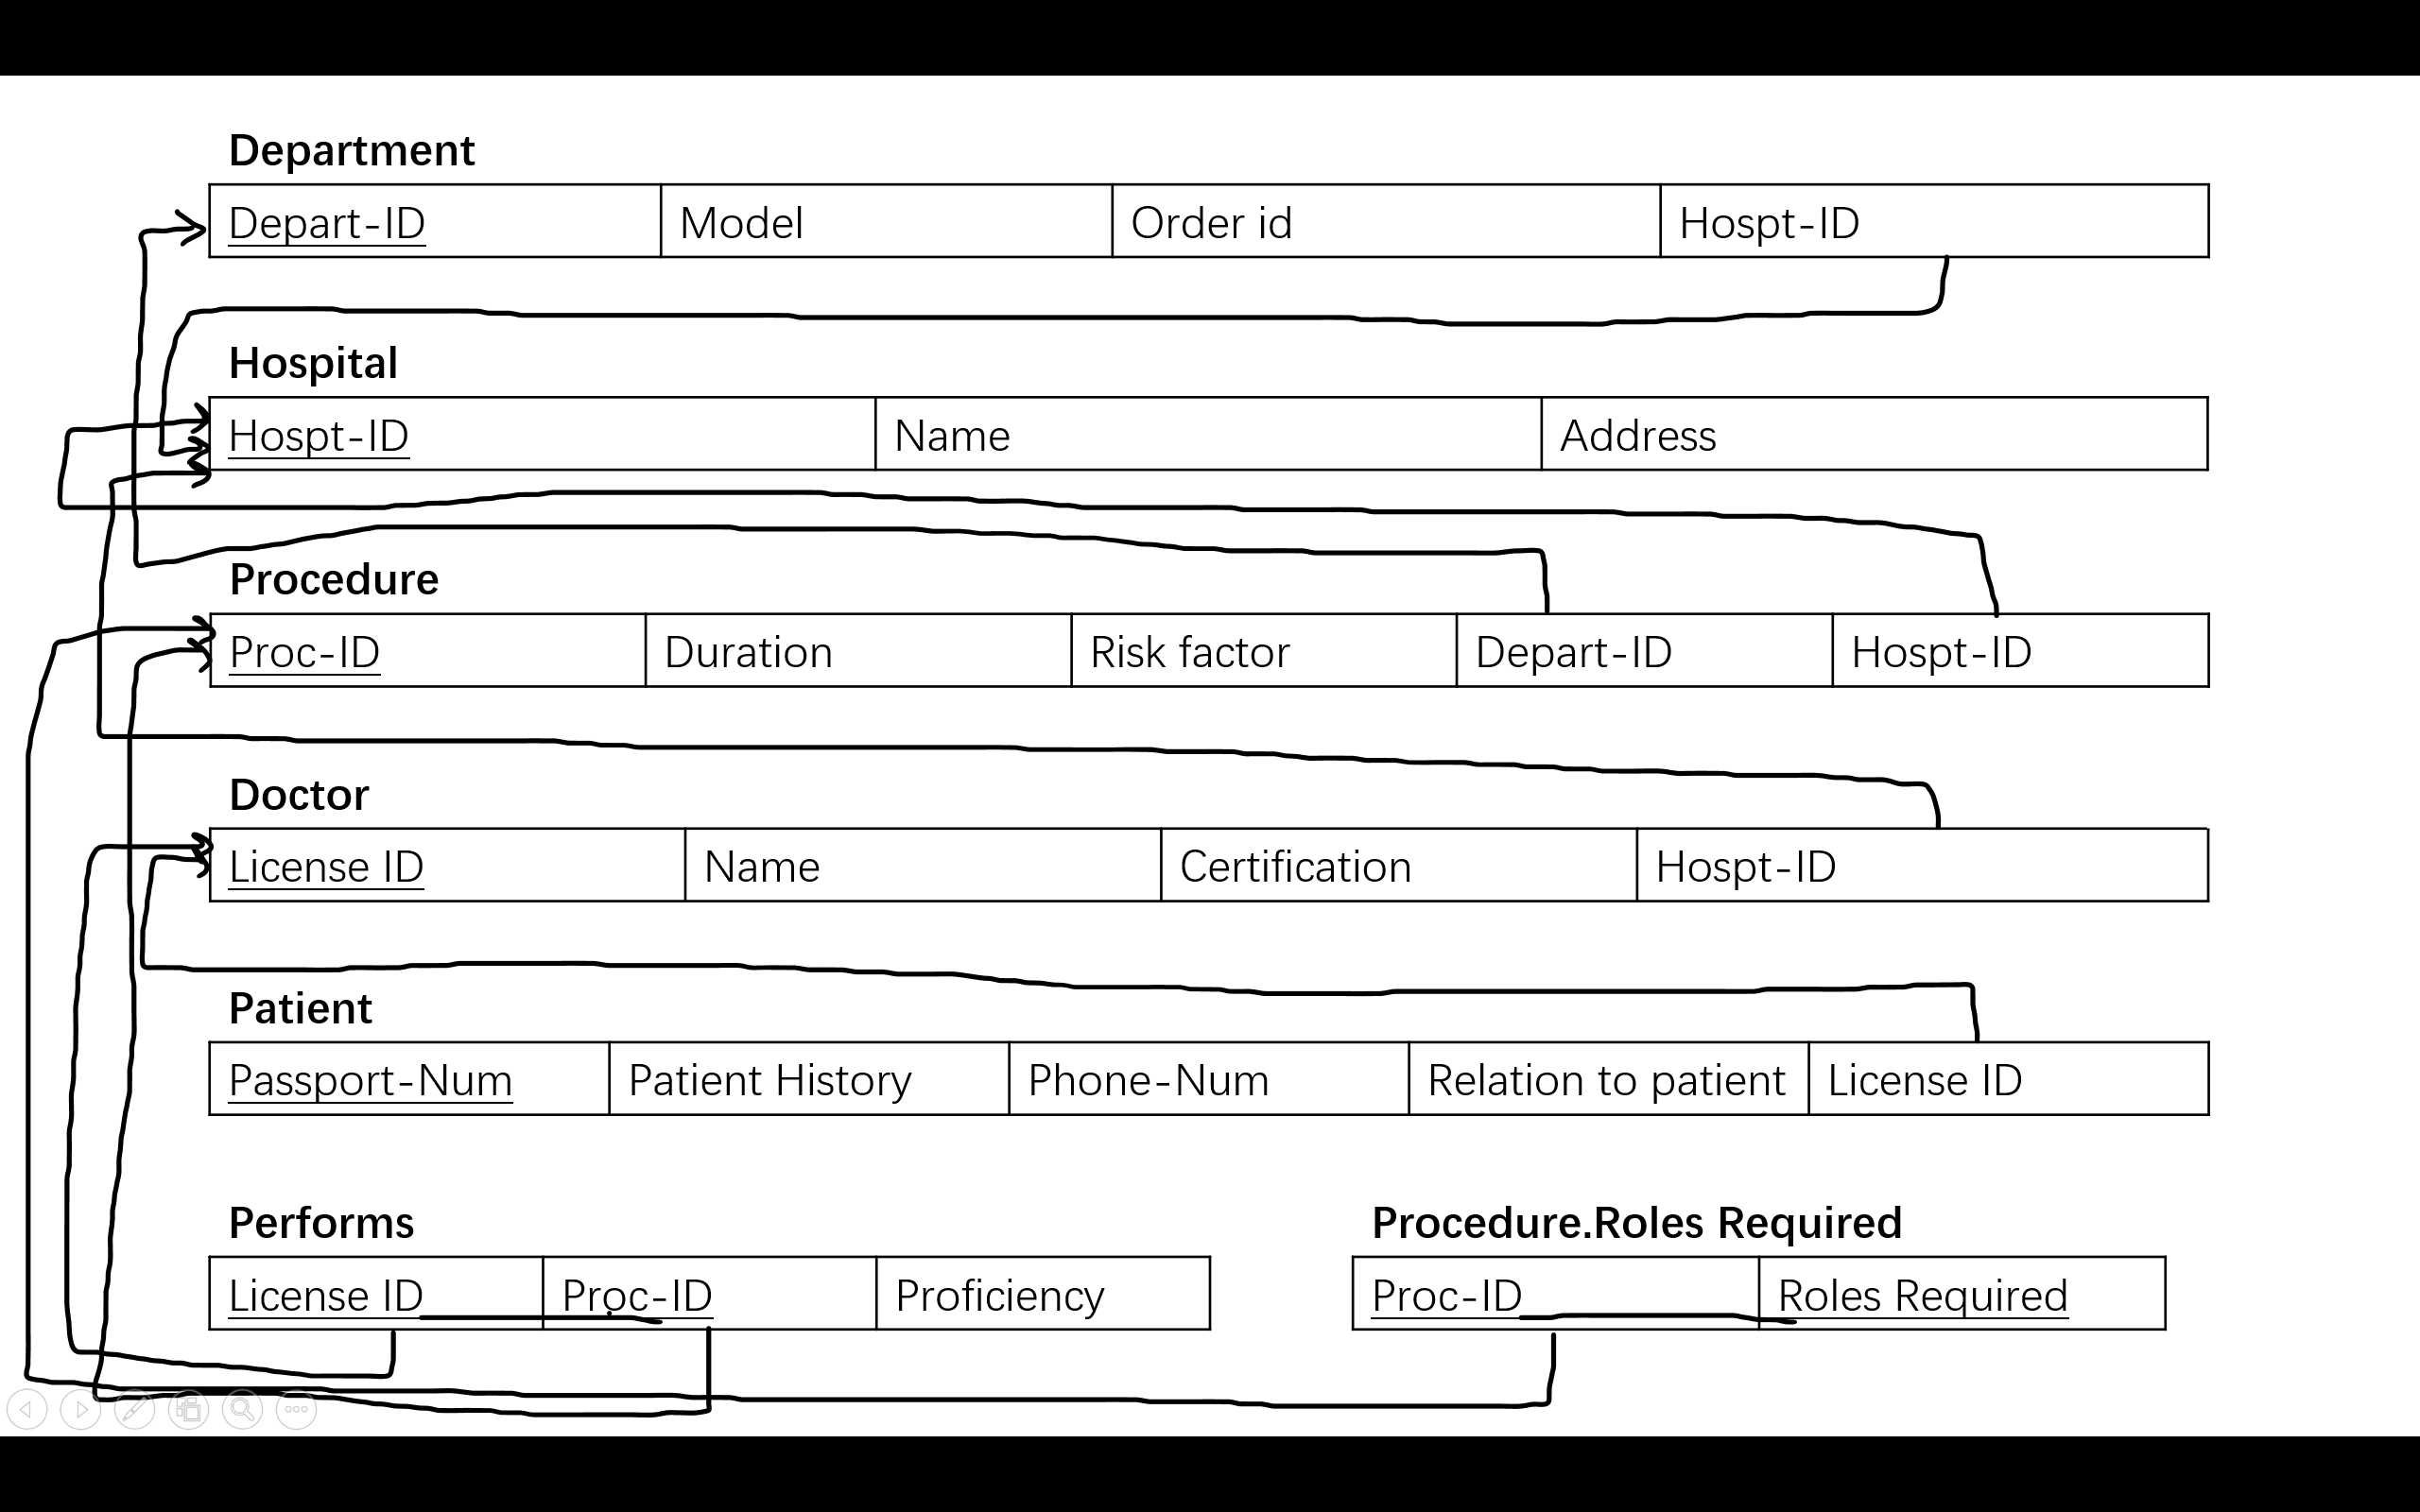 Department
Depart-ID Model Order id Hospt-ID
Hospital
Hospt-ID Name Address
Procedure
Proc-ID Duration Risk factor Depart-ID Hospt-ID
Doctor
License ID Name Certification Hospt-ID
Patient
Passport-Num Patient History Phone-Num Relation to patient License ID
Performs Procedure.Roles Required
License ID Proc-ID Proficiency Proc-ID Roles Required